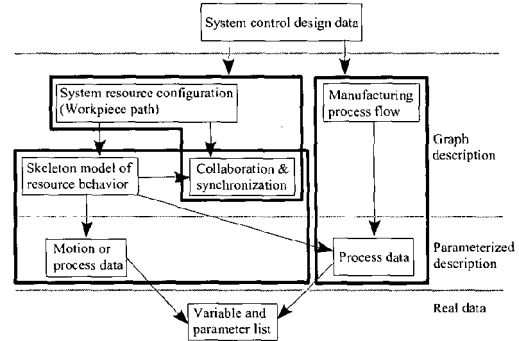 System control design data
System resource configuration
(Workpiece path)
Manufacturing
process flow
Graph
description
Skeleton model of
resource behavior
Collaboration &
synchronization
Motion or
process data
Process data
Parameterized
description
Variable and
parameter list
Real data